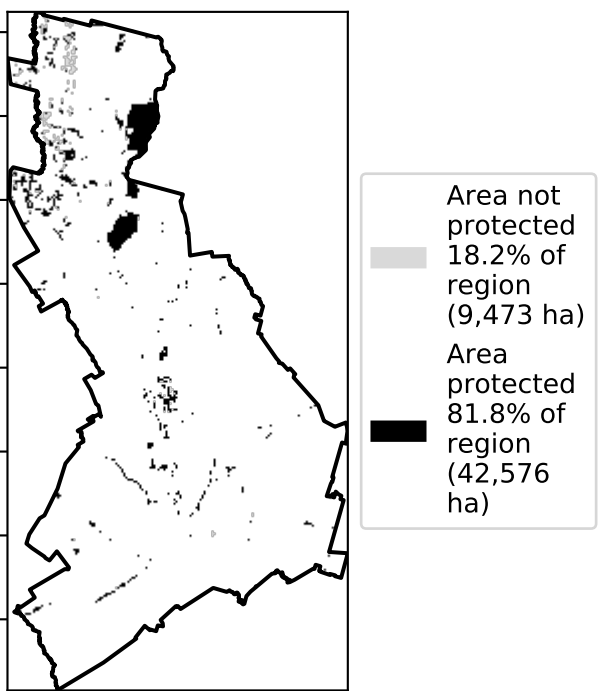 Area not
protected
18.2% of
region
(9,473 ha)
Area
protected
81.8% of
region
(42,576
ha)